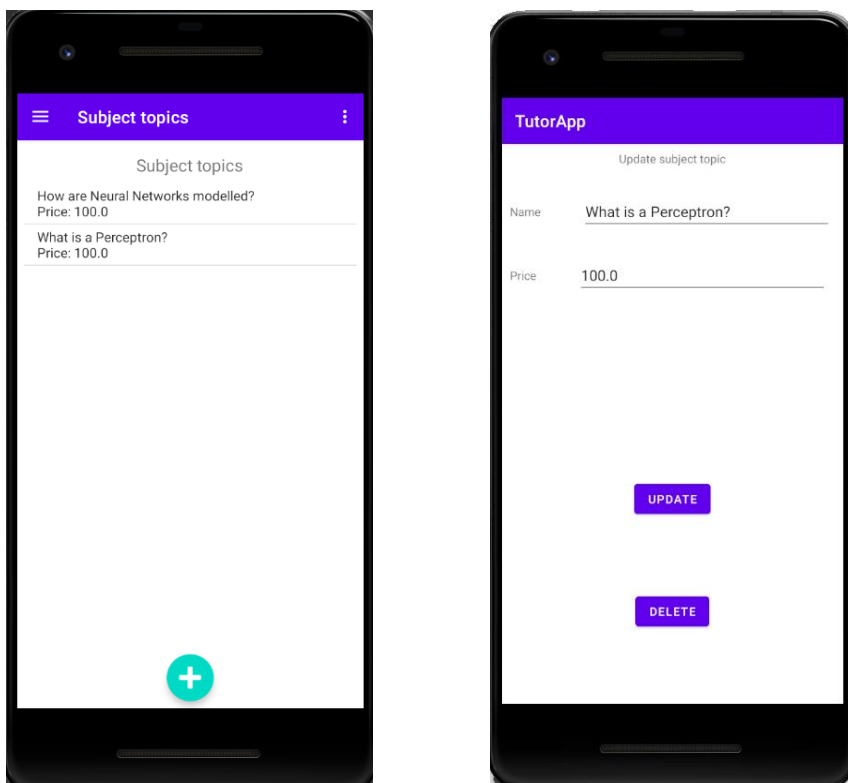 Subject topics
Subject topics
How are Neural Networks modelled?
Price: 100.0
What is a Perceptron?
Price: 100.0
TutorApp
Update subject topic
Name What is a Perceptron?
Price 100.0
UPDATE
DELETE